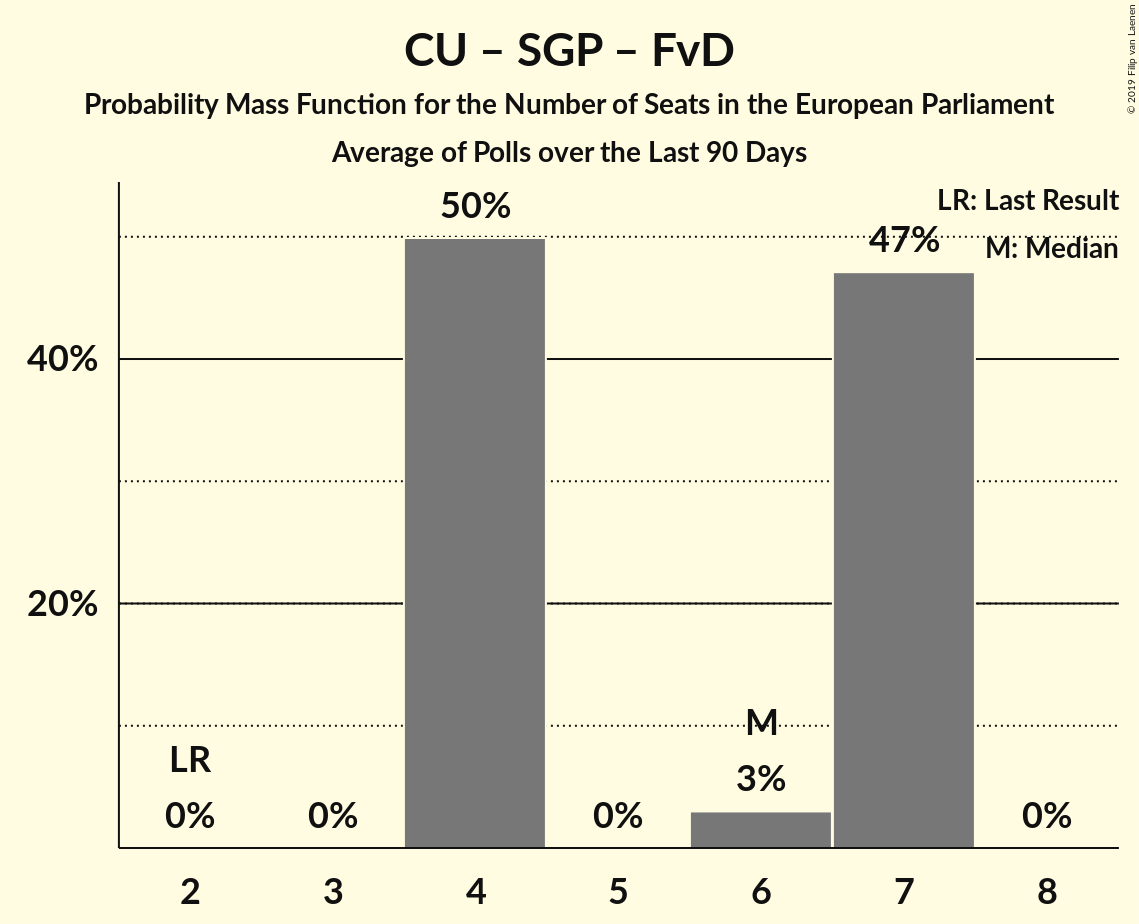 CU – SGP – FvD
Probability Mass Function for the Number of Seats in the European Parliament
Average of Polls over the Last 90 Days
© 2019 Filip van Laenen
LR: Last Result
M: Median
50%
47%
40%
20%
M
LR
3%
0%
0%
0%
0%
2
3
4
5
6
7
8